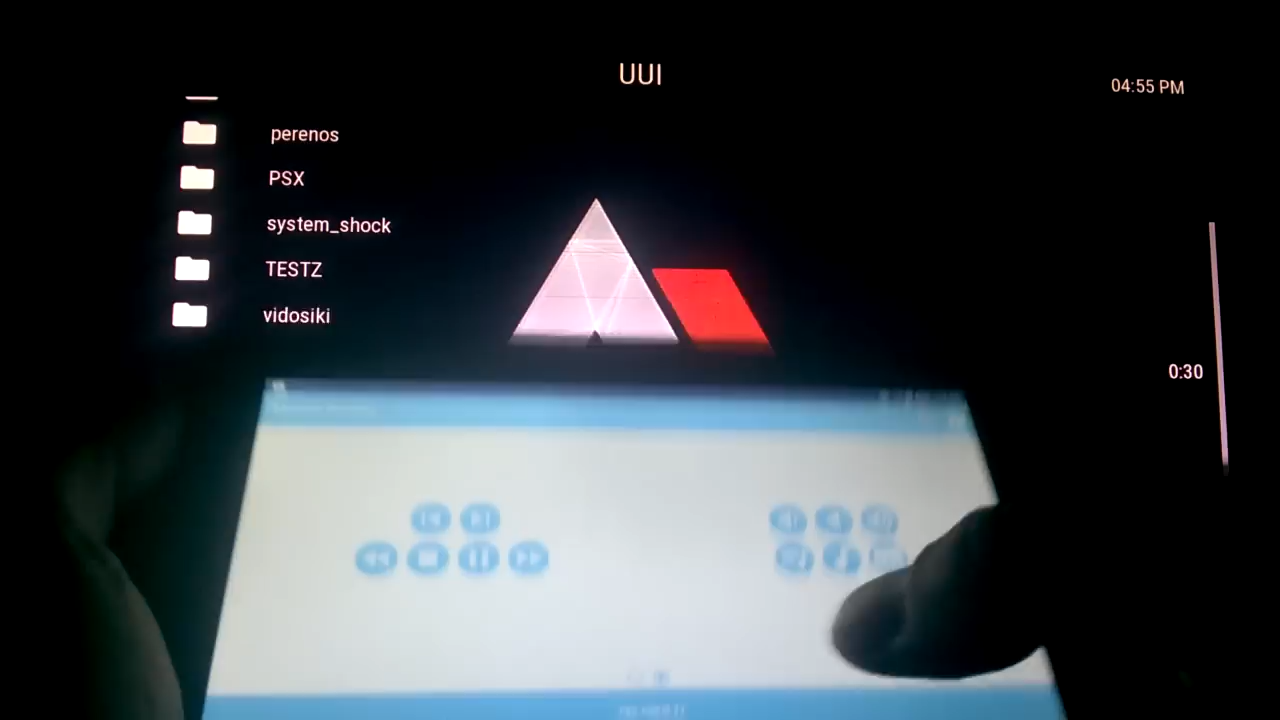 UUI
04:55 PM
perenos
PSX
system_shock
TESTZ
vidosiki
0:30